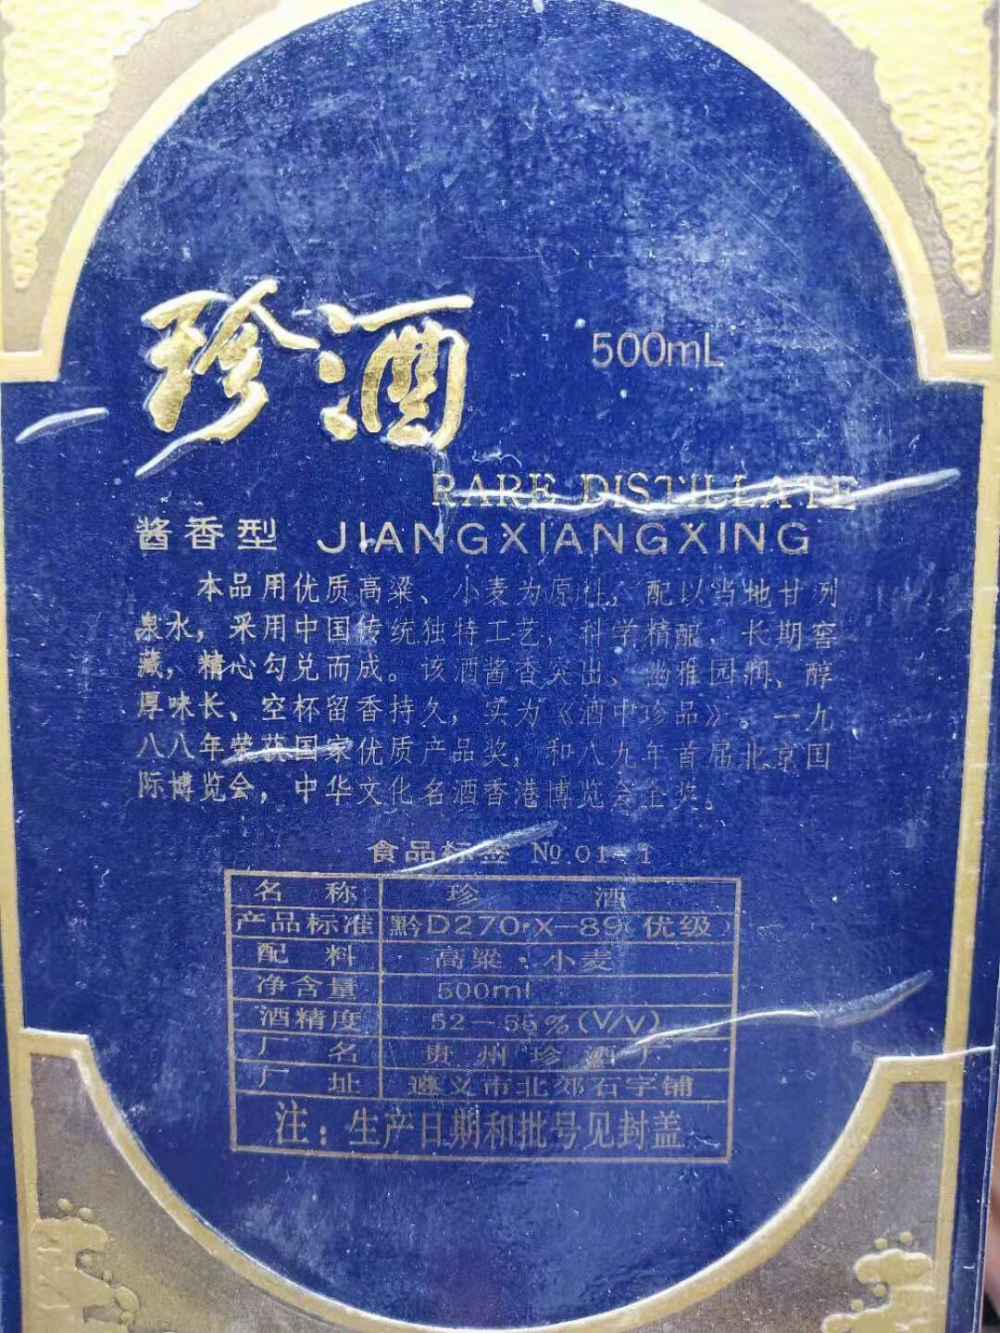 珍酒
500mL
RARE DISTILLATE
酱香型 JIANGXIANGXING
本品用优质高粱、小麦为原料，配以当地甘冽
泉水，采用中国传统独特工艺，科学精酿，长期窖
藏，精心勾兑而成。该酒酱香突出、幽雅园润、醇
厚味长、空杯留香持久，实为《酒中珍品》。一九
八八年荣获国家优质产品奖，和八九年首届北京国
际博览会，中华文化名酒香港博览会金奖。
食品标签 №.01-1
名 称 珍 酒
产品标准 黔D270·X-89（优级）
配 料 高粱·小麦
净含量 500ml
酒精度 52-55%(V/V)
厂 名 贵州珍酒厂
厂 址 遵义市北郊石字铺
注：生产日期和批号见封盖